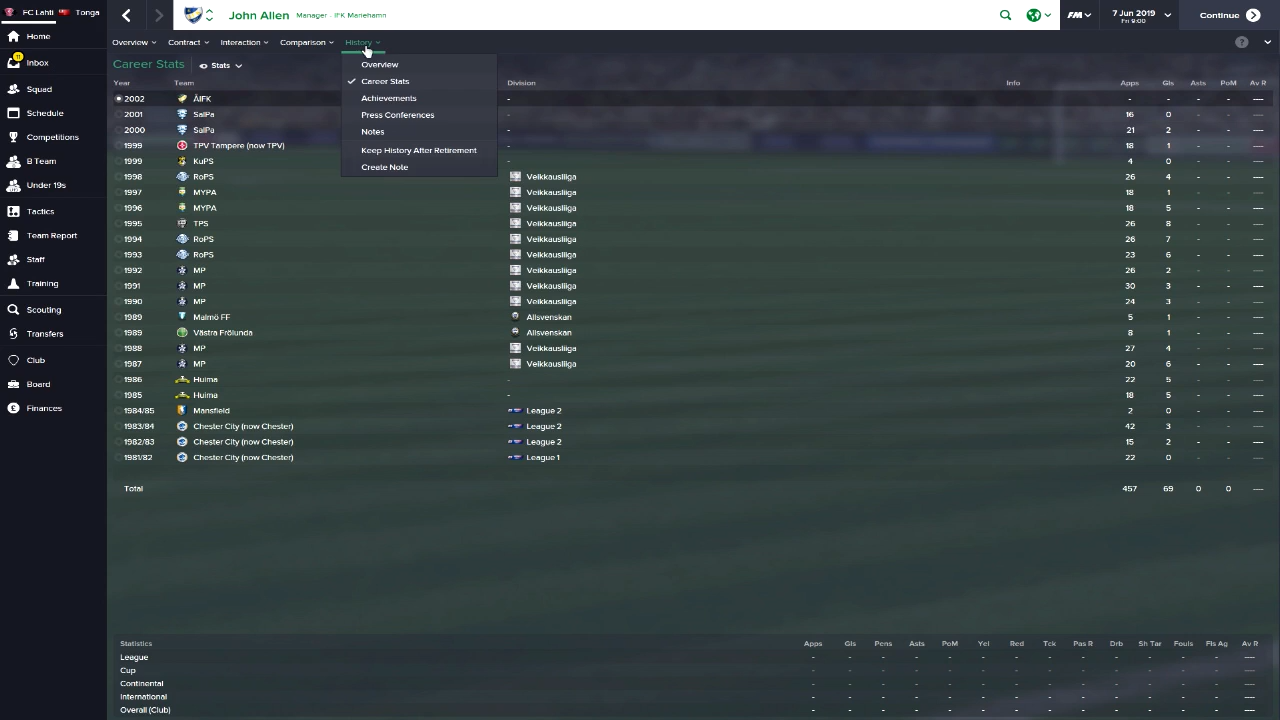 FC Lahti Tonga John Allen Manager - IFK Mariehamn FM 7 Jun 2019 Fri 9:00 Continue
Home
11
Inbox
Squad
Schedule
Competitions
B Team
Under 19s
Tactics
Team Report
Staff
Training
Scouting
Transfers
Club
Board
Finances
Overview Contract Interaction Comparison History ?
Overview
Career Stats
Achievements
Press Conferences
Notes
Keep History After Retirement
Create Note
Career Stats Stats
Year Team Division Info Apps Gls Asts PoM Av R
2002 ÅIFK - - - - - ---
2001 SalPa - 16 0 - - ---
2000 SalPa - 21 2 - - ---
1999 TPV Tampere (now TPV) - 18 1 - - ---
1999 KuPS - 4 0 - - ---
1998 RoPS Veikkausliiga 26 4 - - ---
1997 MYPA Veikkausliiga 18 1 - - ---
1996 MYPA Veikkausliiga 18 5 - - ---
1995 TPS Veikkausliiga 26 8 - - ---
1994 RoPS Veikkausliiga 26 7 - - ---
1993 RoPS Veikkausliiga 23 6 - - ---
1992 MP Veikkausliiga 26 2 - - ---
1991 MP Veikkausliiga 30 3 - - ---
1990 MP Veikkausliiga 24 3 - - ---
1989 Malmö FF Allsvenskan 5 1 - - ---
1989 Västra Frölunda Allsvenskan 8 1 - - ---
1988 MP Veikkausliiga 27 4 - - ---
1987 MP Veikkausliiga 20 6 - - ---
1986 Huima - 22 5 - - ---
1985 Huima - 18 5 - - ---
1984/85 Mansfield League 2 2 0 - - ---
1983/84 Chester City (now Chester) League 2 42 3 - - ---
1982/83 Chester City (now Chester) League 2 15 2 - - ---
1981/82 Chester City (now Chester) League 1 22 0 - - ---
Total 457 69 0 0 ---
Statistics Apps Gls Pens Asts PoM Yel Red Tck Pas R Drb Sh Tar Fouls Fls Ag Av R
League - - - - - - - - - - - - - ---
Cup - - - - - - - - - - - - - ---
Continental - - - - - - - - - - - - - ---
International - - - - - - - - - - - - - ---
Overall (Club) - - - - - - - - - - - - - ---